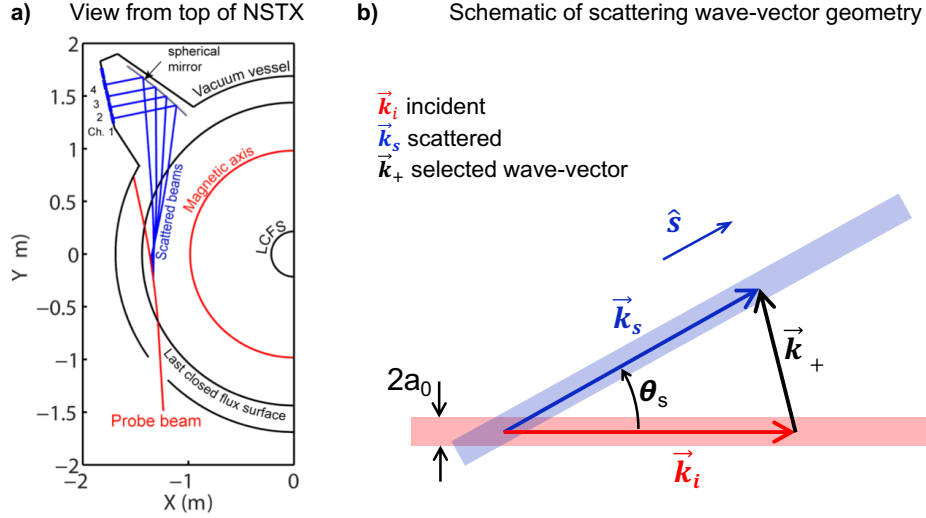 a) View from top of NSTX
2
1.5
1
0.5
0
−0.5
−1
−1.5
−2
Y (m)
−2 −1.5 −1 −0.5 0
X (m)
spherical
mirror
Vacuum vessel
4
3
2
Ch. 1
Magnetic axis
Scattered beams
LCFS
Last closed flux surface
Probe beam
b) Schematic of scattering wave-vector geometry
k⃗i incident
k⃗s scattered
k⃗+ selected wave-vector
ŝ
k⃗s
k⃗+
2a0
θs
k⃗i